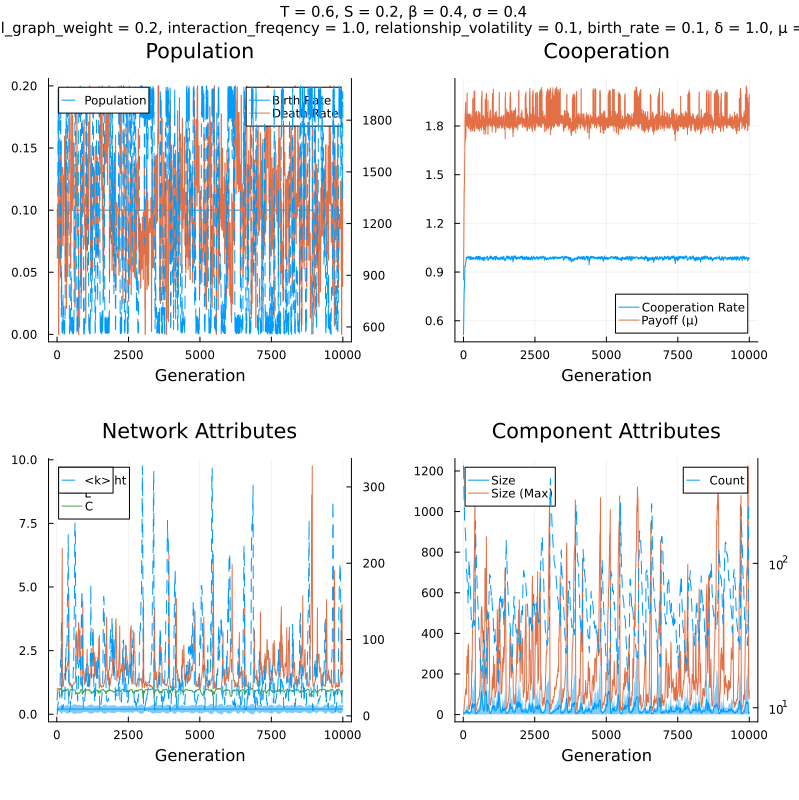 T = 0.6, S = 0.2, β = 0.4, σ = 0.4
l_graph_weight = 0.2, interaction_freqency = 1.0, relationship_volatility = 0.1, birth_rate = 0.1, δ = 1.0, μ =
Population
Cooperation
0.20
0.15
0.10
0.05
0.00
Population
Birth Rate
Death Rate
1800
1500
1200
900
600
0 2500 5000 7500 10000
Generation
1.8
1.5
1.2
0.9
0.6
Cooperation Rate
Payoff (μ)
0 2500 5000 7500 10000
Generation
Network Attributes
Component Attributes
10.0
7.5
5.0
2.5
0.0
<k>
ht
L
C
300
200
100
0
0 2500 5000 7500 10000
Generation
1200
1000
800
600
400
200
0
Size
Size (Max)
Count
10²
10¹
0 2500 5000 7500 10000
Generation